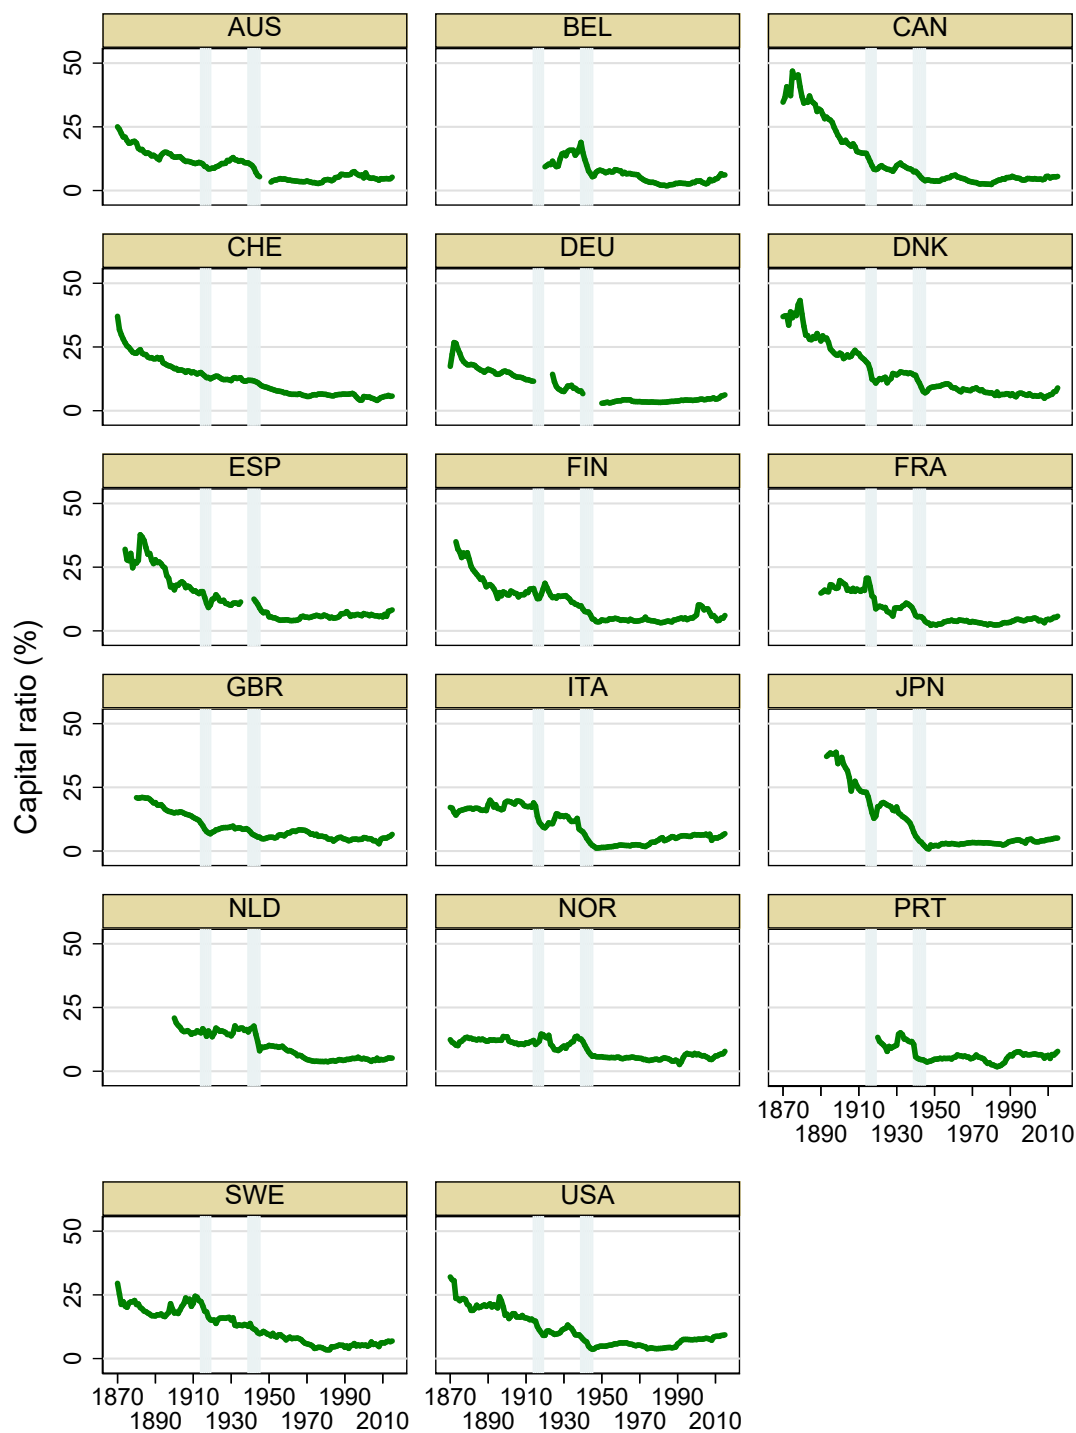 AUS BEL CAN
50
25
0
CHE DEU DNK
50
25
0
ESP FIN FRA
50
25
0
Capital ratio (%)
GBR ITA JPN
50
25
0
NLD NOR PRT
50
25
0
1870 1910 1950 1990
1890 1930 1970 2010
SWE USA
50
25
0
1870 1910 1950 1990 1870 1910 1950 1990
1890 1930 1970 2010 1890 1930 1970 2010